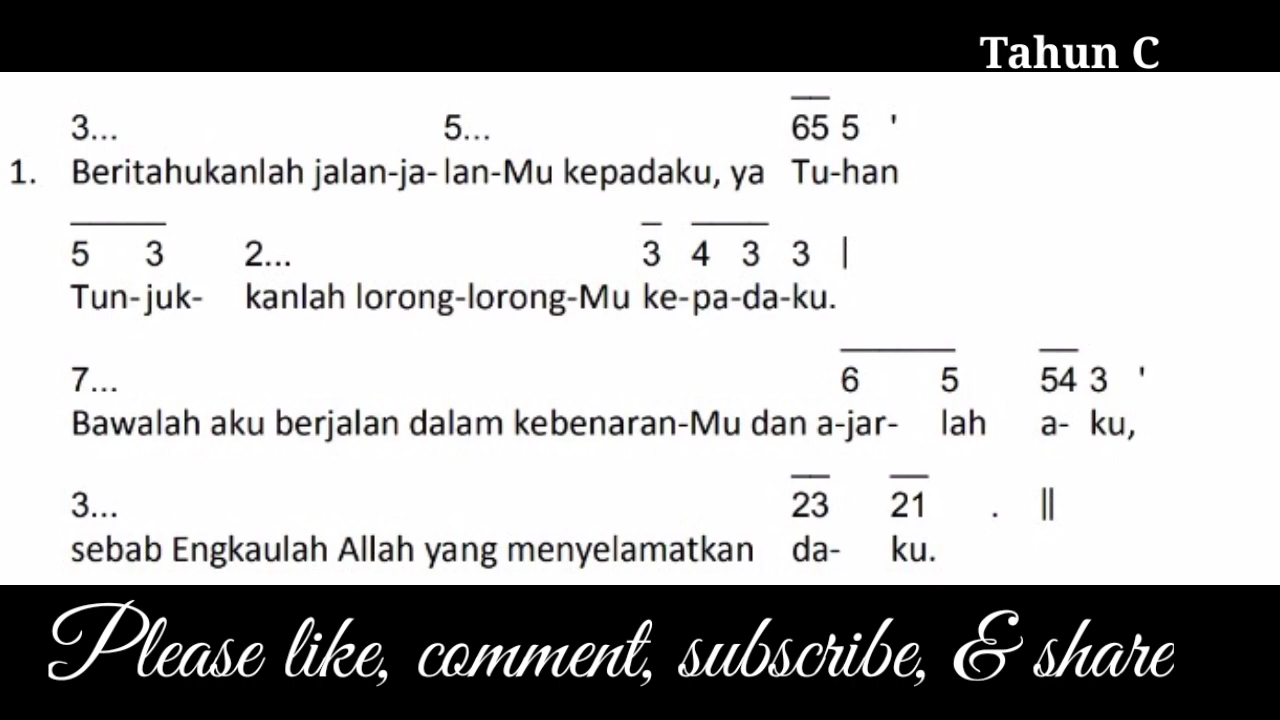 Tahun C
3... 5... 65 5 '
1. Beritahukanlah jalan-ja-lan-Mu kepadaku, ya Tu-han
5 3 2... 3 4 3 3 |
Tun-juk- kanlah lorong-lorong-Mu ke-pa-da-ku.
7... 6 5 54 3 '
Bawalah aku berjalan dalam kebenaran-Mu dan a-jar- lah a- ku,
3... 23 21 . ||
sebab Engkaulah Allah yang menyelamatkan da- ku.
Please like, comment, subscribe, & share